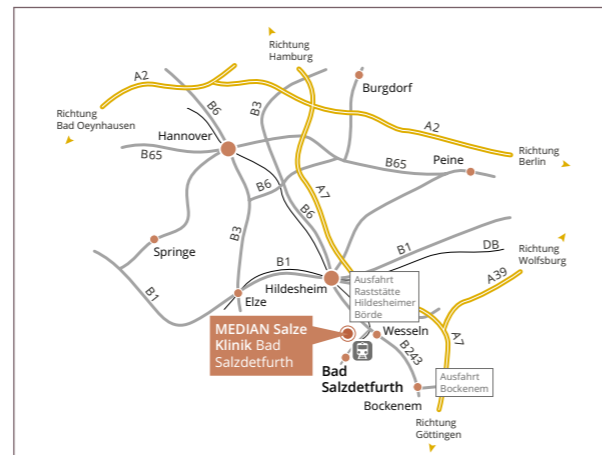 Richtung
Hamburg
A2
Burgdorf
B6
B3
Richtung
Bad Oeynhausen
Hannover
A2
B65
B65
Peine
Richtung
Berlin
B6
A7
B6
Springe
B3
B1
B1
DB
Richtung
Wolfsburg
B1
Elze
Hildesheim
Ausfahrt
Raststätte
Hildesheimer
Börde
A39
MEDIAN Salze
Klinik Bad
Salzdetfurth
Wesseln
A7
B243
Bad
Salzdetfurth
Ausfahrt
Bockenem
Bockenem
Richtung
Göttingen